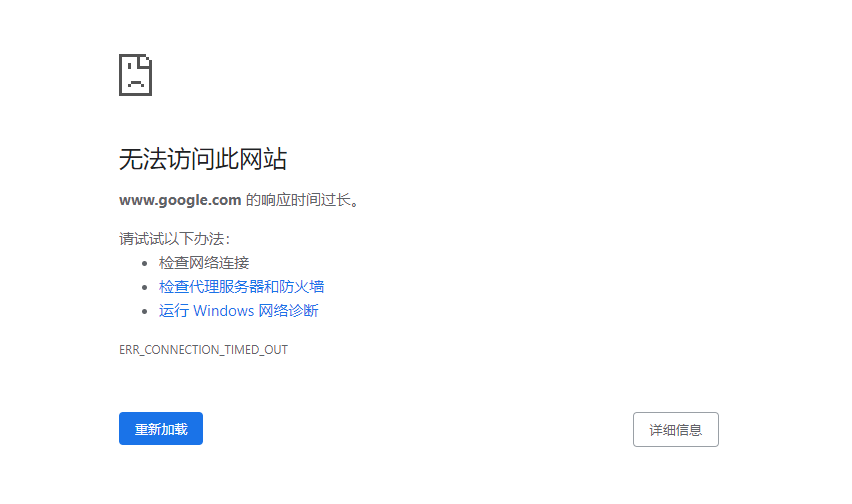 无法访问此网站
www.google.com 的响应时间过长。
请试试以下办法：
检查网络连接
检查代理服务器和防火墙
运行 Windows 网络诊断
ERR_CONNECTION_TIMED_OUT
重新加载
详细信息